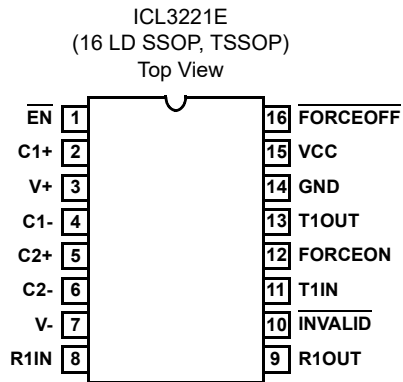 ICL3221E
(16 LD SSOP, TSSOP)
Top View
EN 1 16 FORCEOFF
C1+ 2 15 VCC
V+ 3 14 GND
C1- 4 13 T1OUT
C2+ 5 12 FORCEON
C2- 6 11 T1IN
V- 7 10 INVALID
R1IN 8 9 R1OUT